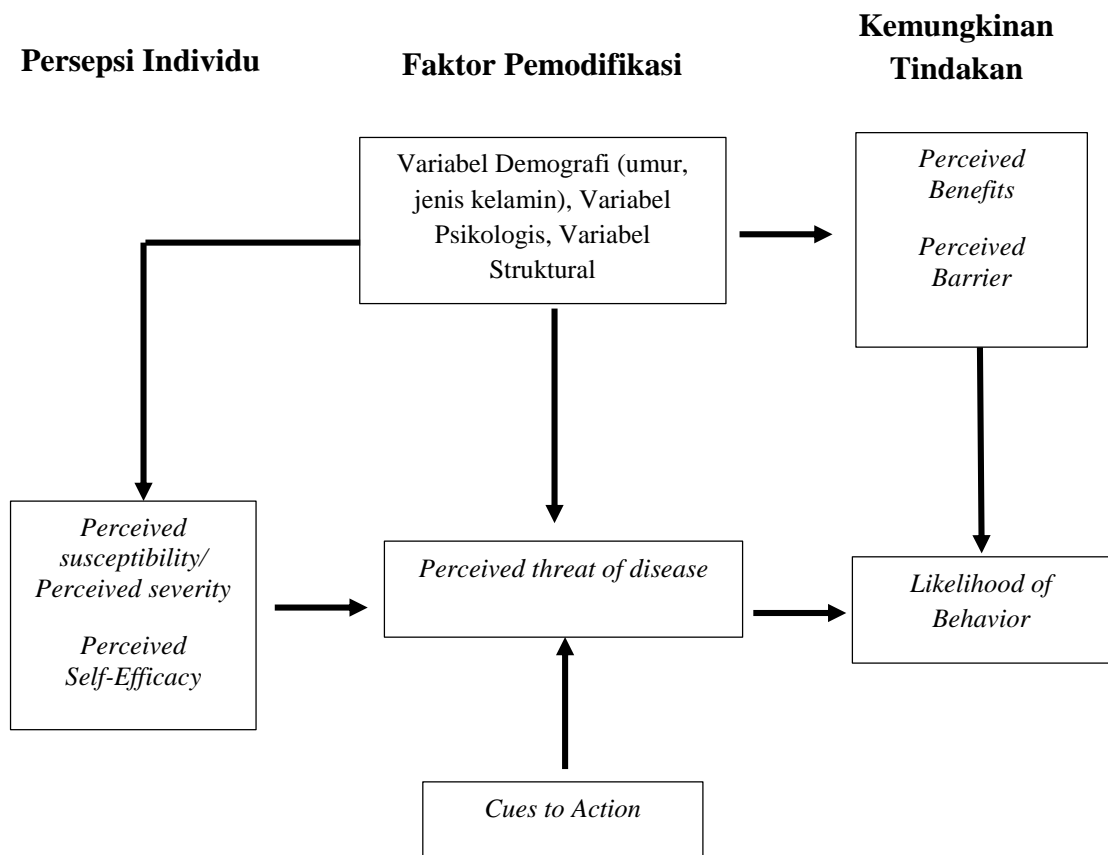 Persepsi Individu
Faktor Pemodifikasi
Kemungkinan
Tindakan
Variabel Demografi (umur,
jenis kelamin), Variabel
Psikologis, Variabel
Struktural
Perceived
Benefits
Perceived
Barrier
Perceived
susceptibility/
Perceived severity
Perceived
Self-Efficacy
Perceived threat of disease
Likelihood of
Behavior
Cues to Action